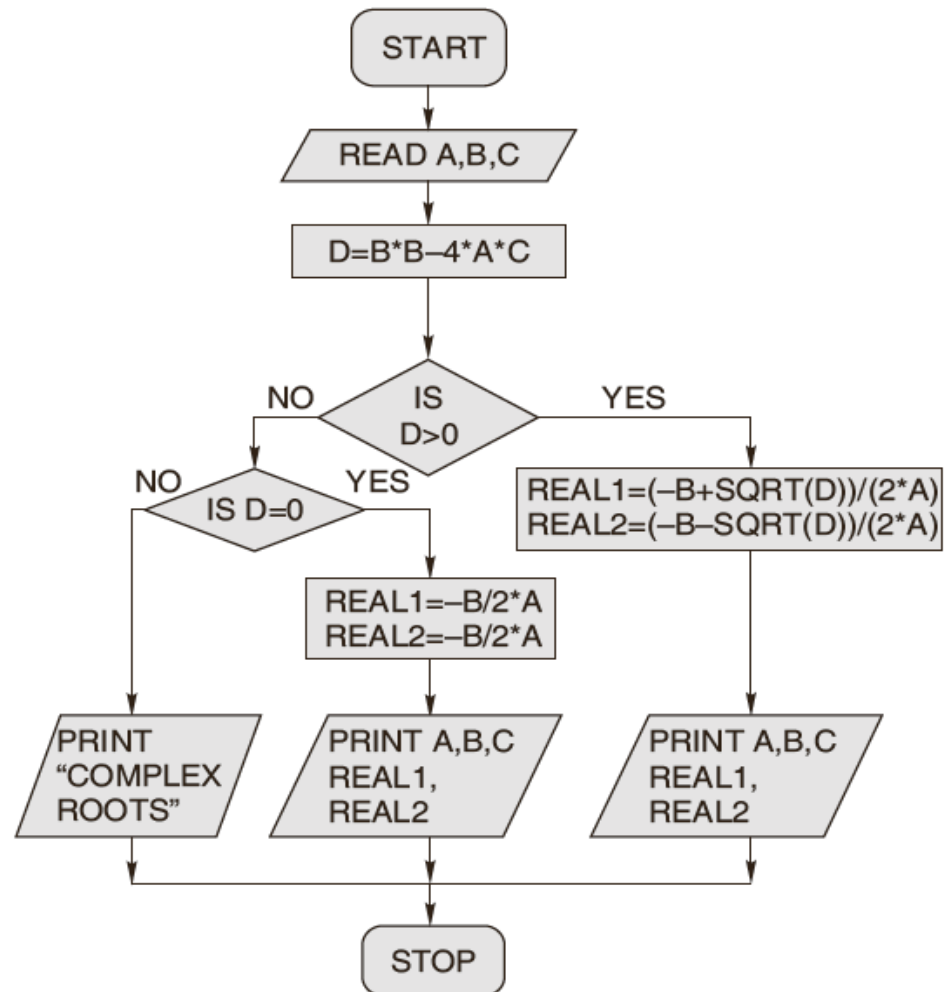 START
READ A,B,C
D=B*B–4*A*C
IS
D>0
NO
YES
IS D=0
NO
YES
REAL1=(–B+SQRT(D))/(2*A)
REAL2=(–B–SQRT(D))/(2*A)
REAL1=–B/2*A
REAL2=–B/2*A
PRINT
“COMPLEX
ROOTS”
PRINT A,B,C
REAL1,
REAL2
PRINT A,B,C
REAL1,
REAL2
STOP